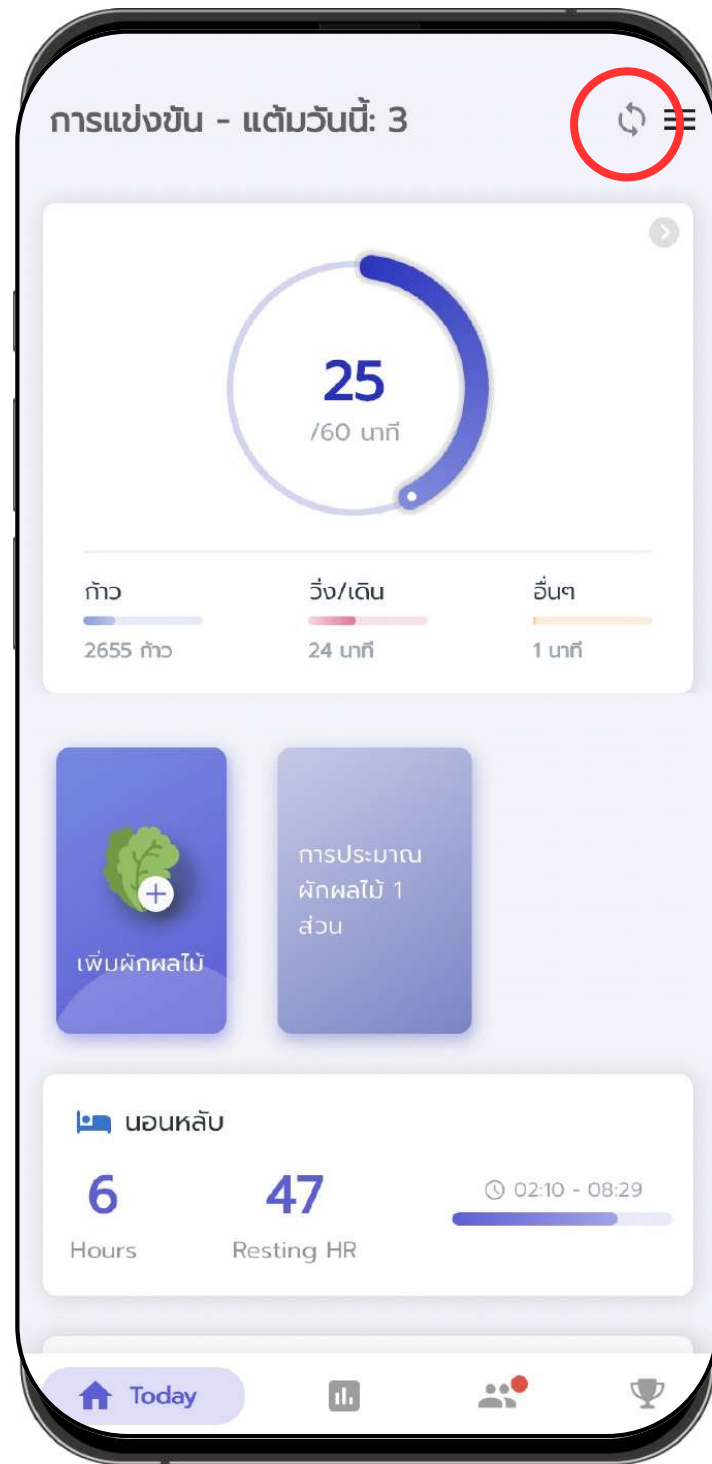 การแข่งขัน - แต้มวันนี้: 3
25
/60 นาที
ก้าว วิ่ง/เดิน อื่นๆ
2655 ก้าว 24 นาที 1 นาที
การประมาณ
ผักผลไม้ 1
ส่วน
เพิ่มผักผลไม้
นอนหลับ
6 47 02:10 - 08:29
Hours Resting HR
Today